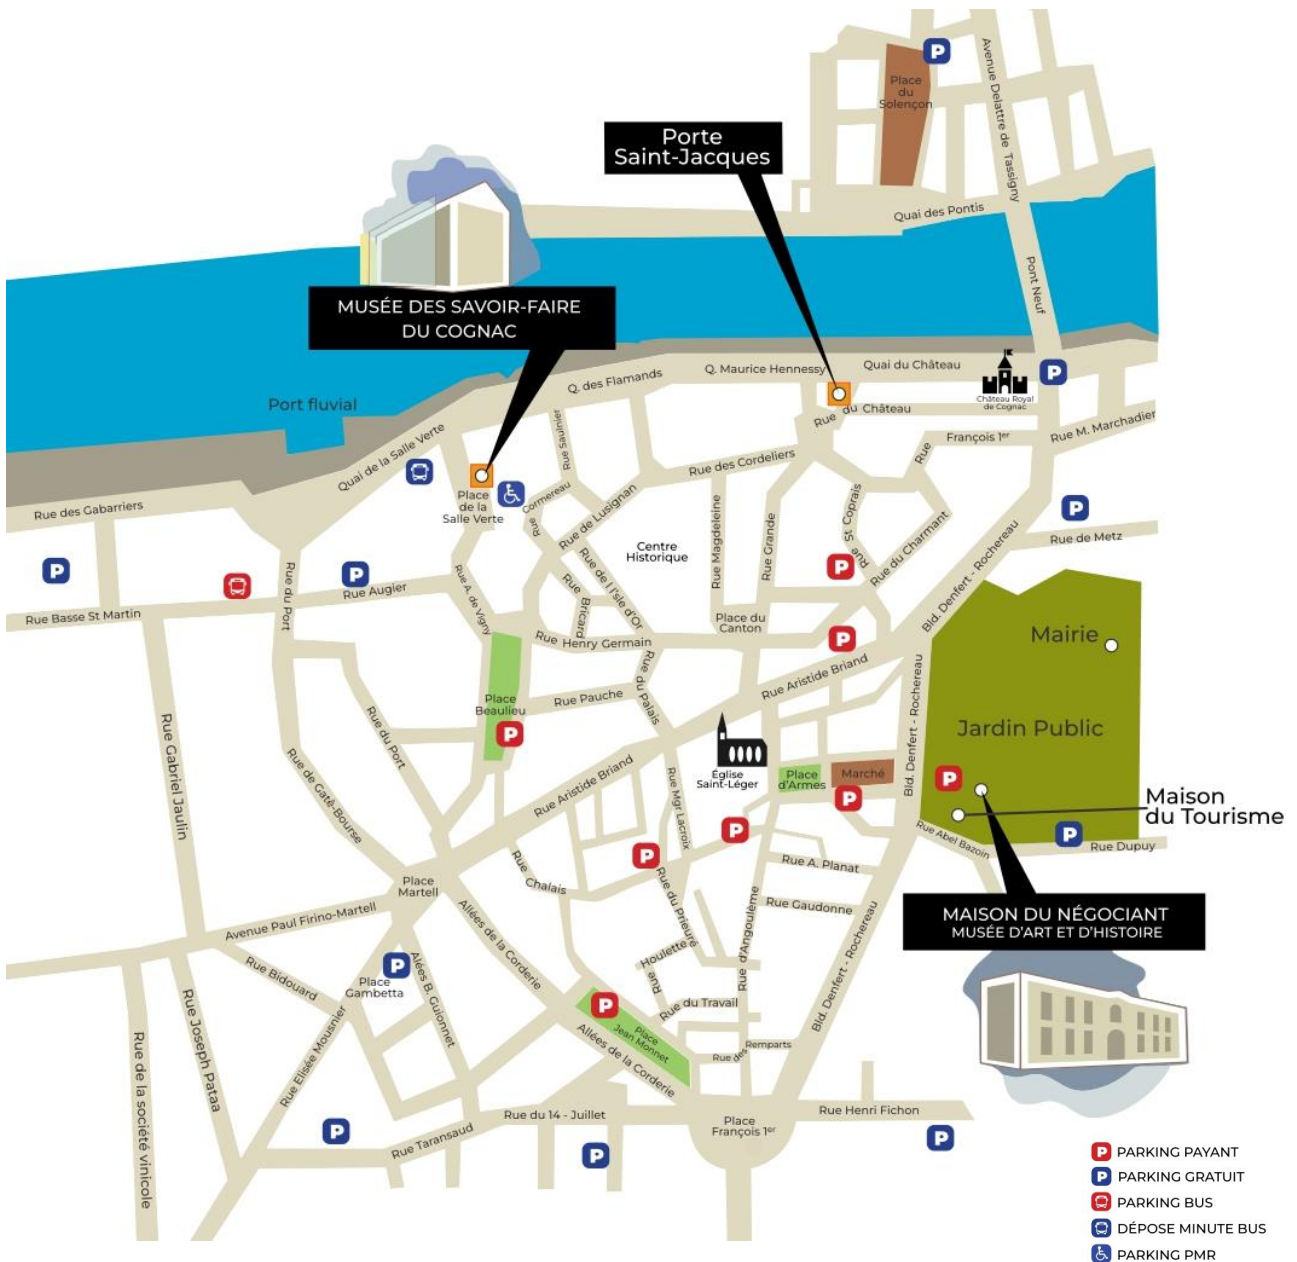 Place
du
Solençon
Avenue Delattre de Tassigny
Porte
Saint-Jacques
Quai des Pontis
Pont Neuf
MUSÉE DES SAVOIR-FAIRE
DU COGNAC
Port fluvial
Q. des Flamands
Q. Maurice Hennessy
Quai du Château
Château Royal
de Cognac
Rue du Château
Rue François 1er
Rue M. Marchadier
Quai de la Salle Verte
Rue Saulnier
Rue des Cordeliers
Place
de la
Salle Verte
Rue Cormereau
Rue de Lusignan
Rue des Gabarriers
Rue Magdeleine
Rue Grande
Rue St Coprais
Rue du Charmant
Bld. Denfert - Rochereau
Rue de Metz
Centre
Historique
Rue de l'Isle d'Or
Rue Bricard
Rue du Port
Rue Augier
Rue A. de Vigny
Rue Basse St Martin
Rue Henry Germain
Place du
Canton
Mairie
Rue Aristide Briand
Rue du Palais
Rue Pauche
Place
Beaulieu
Bld. Denfert - Rochereau
Jardin Public
Rue Gabriel Jaulin
Rue du Port
Rue de Gatê-Bourse
Rue Aristide Briand
Rue Mgr Lacroix
Église
Saint-Léger
Place
d'Armes
Marché
Maison
du Tourisme
Rue Abel Bazoin
Rue Dupuy
Rue Chalais
Rue A. Planat
Place
Martell
Avenue Paul Firino-Martell
Allées de la Corderie
Rue du Prieuré
Rue Gaudonne
Rue d'Angoulême
Bld. Denfert - Rochereau
MAISON DU NÉGOCIANT
MUSÉE D'ART ET D'HISTOIRE
Rue Bidouard
Place
Gambetta
Alées B. Guionnet
Rue Houlette
Rue du Travail
Place
Jean Monnet
Allées de la Corderie
Rue des Remparts
Rue Elisée Mousnier
Rue Joseph Pataa
Rue de la société vinicole
Rue Taransaud
Rue du 14 - Juillet
Place
François 1er
Rue Henri Fichon
P PARKING PAYANT
P PARKING GRATUIT
PARKING BUS
DÉPOSE MINUTE BUS
PARKING PMR